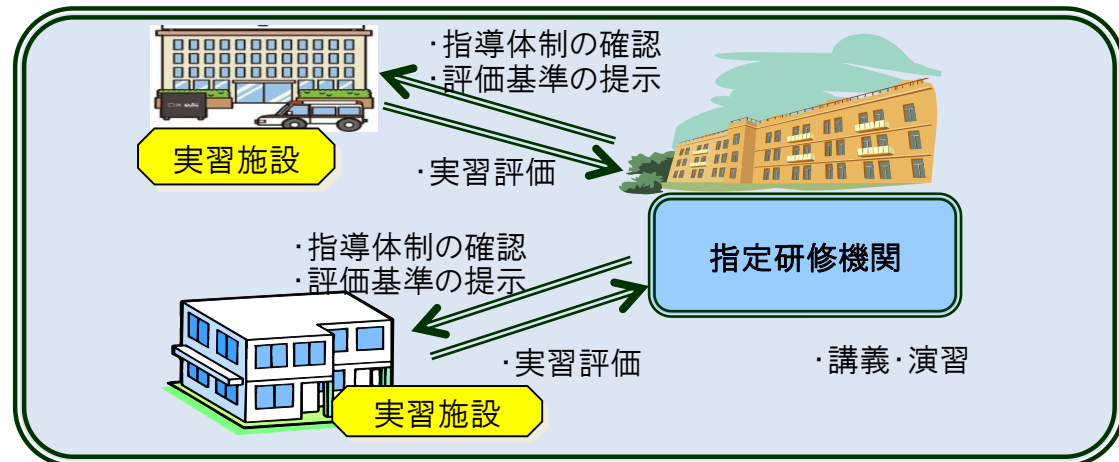 ・指導体制の確認
・評価基準の提示
実習施設
・実習評価
・指導体制の確認
・評価基準の提示
指定研修機関
・実習評価
・講義・演習
実習施設